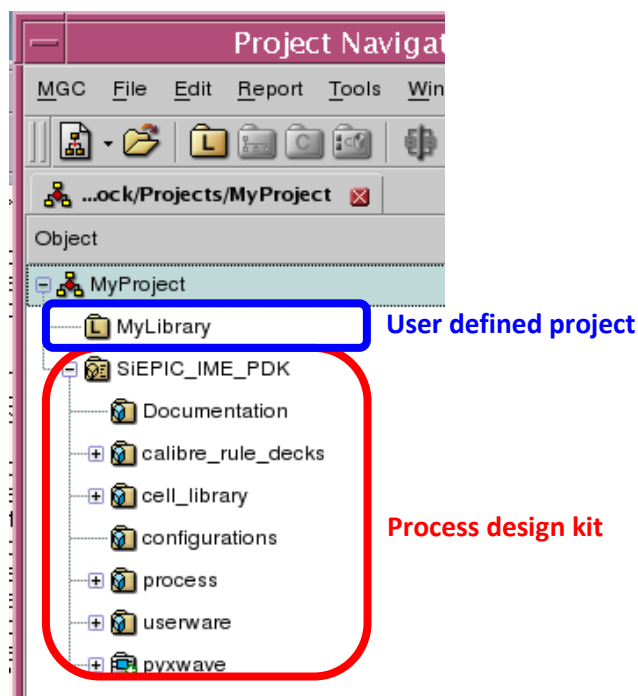 Project Navigat
MGC File Edit Report Tools Win
L C
...ock/Projects/MyProject
Object
MyProject
L MyLibrary User defined project
SiEPIC_IME_PDK
Documentation
calibre_rule_decks
cell_library
configurations Process design kit
process
userware
pyxwave